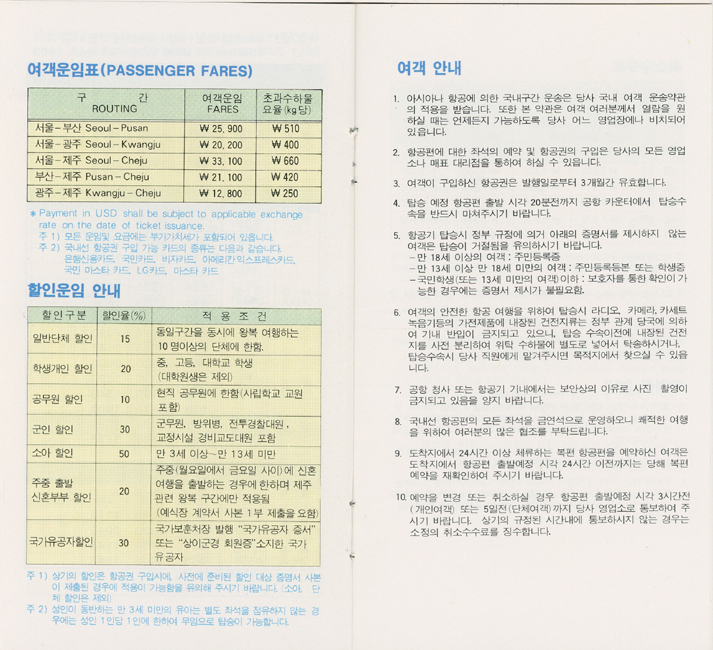 여객운임표(PASSENGER FARES)
구 간 여객운임 초과수하물
ROUTING FARES 요율(kg당)
서울-부산 Seoul-Pusan ₩ 25,900 ₩510
서울-광주 Seoul-Kwangju ₩ 20,200 ₩400
서울-제주 Seoul-Cheju ₩ 33,100 ₩660
부산-제주 Pusan-Cheju ₩ 21,100 ₩420
광주-제주 Kwangju-Cheju ₩ 12,800 ₩250
* Payment in USD shall be subject to applicable exchange
rate on the date of ticket issuance.
주 1) 모든 운임및 요금에는 부가가치세가 포함되어 있읍니다.
주 2) 국내선 항공권 구입 가능 카드의 종류는 다음과 같습니다.
은행신용카드, 국민카드, 비자카드, 아메리칸 익스프레스카드,
국민 마스타 카드, LG카드, 마스타 카드
할인운임 안내
할인구분 할인율(%) 적 용 조 건
일반단체 할인 15 동일구간을 동시에 왕복 여행하는
10명이상의 단체에 한함.
학생개인 할인 20 중, 고등, 대학교 학생
(대학원생은 제외)
공무원 할인 10 현직 공무원에 한함(사립학교 교원
포함)
군인 할인 30 군무원, 방위병, 전투경찰대원,
교정시설 경비교도대원 포함
소아 할인 50 만 3세 이상~만 13세 미만
주중 출발
신혼부부 할인 20 주중(월요일에서 금요일 사이)에 신혼
여행을 출발하는 경우에 한하며 제주
관련 왕복 구간에만 적용됨
(예식장 계약서 사본 1부 제출을 요함)
국가유공자할인 30 국가보훈처장 발행 "국가유공자 증서"
또는 "상이군경 회원증"소지한 국가
유공자
주 1) 상기의 할인은 항공권 구입시에, 사전에 준비된 할인 대상 증명서 사본
이 제출된 경우에 적용이 가능함을 유의해 주시기 바랍니다. (소아, 단
체 할인은 제외)
주 2) 성인이 동반하는 만 3세 미만의 유아는 별도 좌석을 점유하지 않는 경
우에는 성인 1인당 1인에 한하여 무임으로 탑승이 가능합니다.
여객 안내
1. 아시아나 항공에 의한 국내구간 운송은 당사 국내 여객 운송약관
의 적용을 받습니다. 또한 본 약관은 여객 여러분께서 열람을 원
하실 때는 언제든지 가능하도록 당사 어느 영업장에나 비치되어
있읍니다.
2. 항공편에 대한 좌석의 예약 및 항공권의 구입은 당사의 모든 영업
소나 매표 대리점을 통하여 하실 수 있읍니다.
3. 여객이 구입하신 항공권은 발행일로부터 3개월간 유효합니다.
4. 탑승 예정 항공편 출발 시각 20분전까지 공항 카운터에서 탑승수
속을 반드시 마쳐주시기 바랍니다.
5. 항공기 탑승시 정부 규정에 의거 아래의 증명서를 제시하지 않는
여객은 탑승이 거절됨을 유의하시기 바랍니다.
-만 18세 이상의 여객 : 주민등록증
-만 13세 이상 만 18세 미만의 여객 : 주민등록등본 또는 학생증
-국민학생(또는 13세 미만의 여객)이하 : 보호자를 통한 확인이 가
능한 경우에는 증명서 제시가 불필요함.
6. 여객의 안전한 항공 여행을 위하여 탑승시 라디오, 카메라, 카세트
녹음기등의 가전제품에 내장된 건전지류는 정부 관계 당국에 의하
여 기내 반입이 금지되고 있으니, 탑승 수속이전에 내장된 건전
지를 사전 분리하여 위탁 수하물에 별도로 넣어서 탁송하시거나,
탑승수속시 당사 직원에게 맡겨주시면 목적지에서 찾으실 수 있읍
니다.
7. 공항 청사 또는 항공기 기내에서는 보안상의 이유로 사진 촬영이
금지되고 있음을 양지 바랍니다.
8. 국내선 항공편의 모든 좌석을 금연석으로 운영하오니 쾌적한 여행
을 위하여 여러분의 많은 협조를 부탁드립니다.
9. 도착지에서 24시간 이상 체류하는 복편 항공편을 예약하신 여객은
도착지에서 항공편 출발예정 시각 24시간 이전까지는 당해 복편
예약을 재확인하여 주시기 바랍니다.
10. 예약을 변경 또는 취소하실 경우 항공편 출발예정 시각 3시간전
(개인여객) 또는 5일전(단체여객)까지 당사 영업소로 통보하여 주
시기 바랍니다. 상기의 규정된 시간내에 통보하시지 않는 경우는
소정의 취소수수료를 징수합니다.